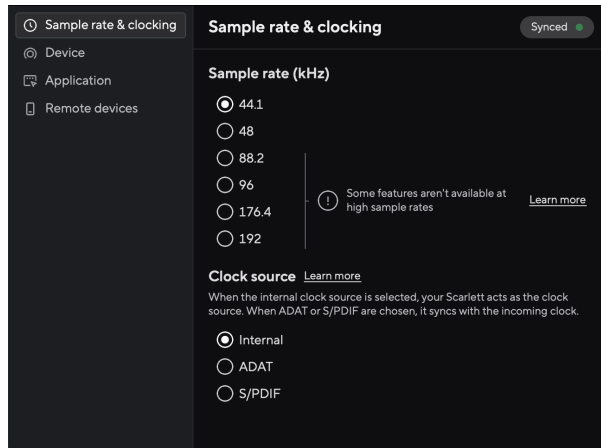 Sample rate & clocking
Device
Application
Remote devices
Sample rate & clocking
Synced
Sample rate (kHz)
44.1
48
88.2
96
176.4
192
Some features aren't available at
high sample rates
Learn more
Clock source Learn more
When the internal clock source is selected, your Scarlett acts as the clock
source. When ADAT or S/PDIF are chosen, it syncs with the incoming clock.
Internal
ADAT
S/PDIF